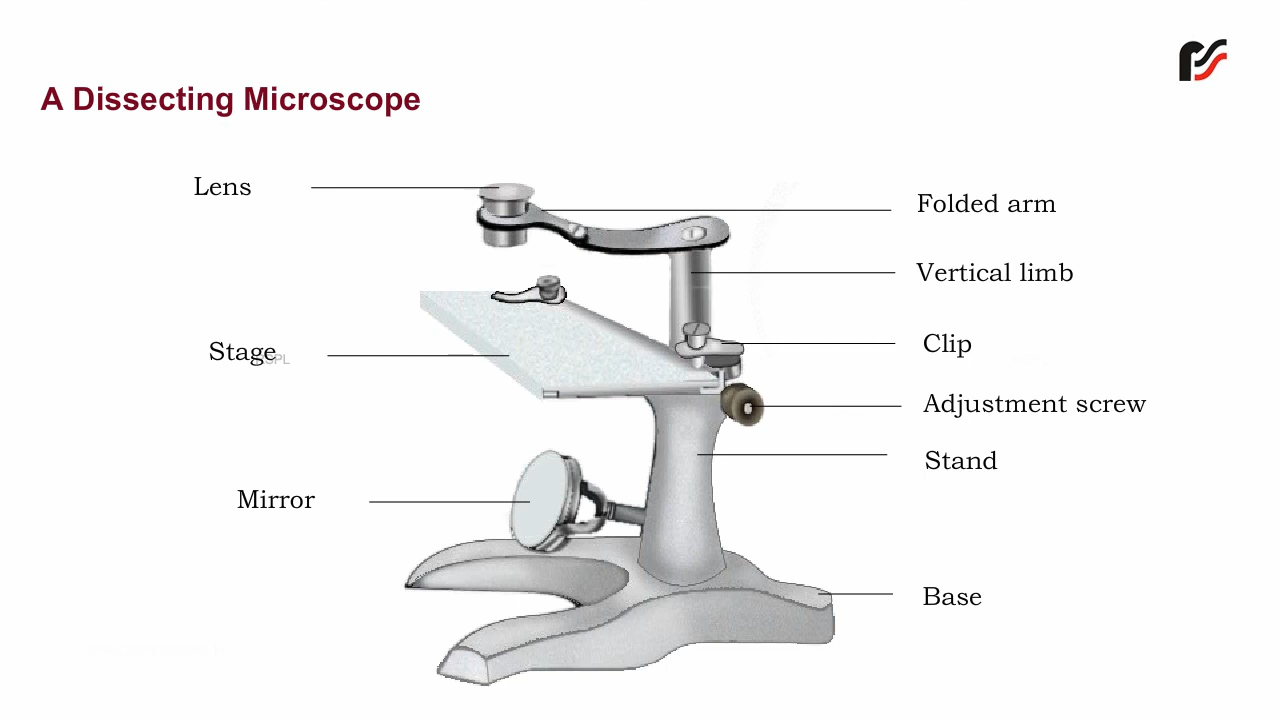 A Dissecting Microscope
Lens
Folded arm
Vertical limb
Stage
Clip
Adjustment screw
Stand
Mirror
Base